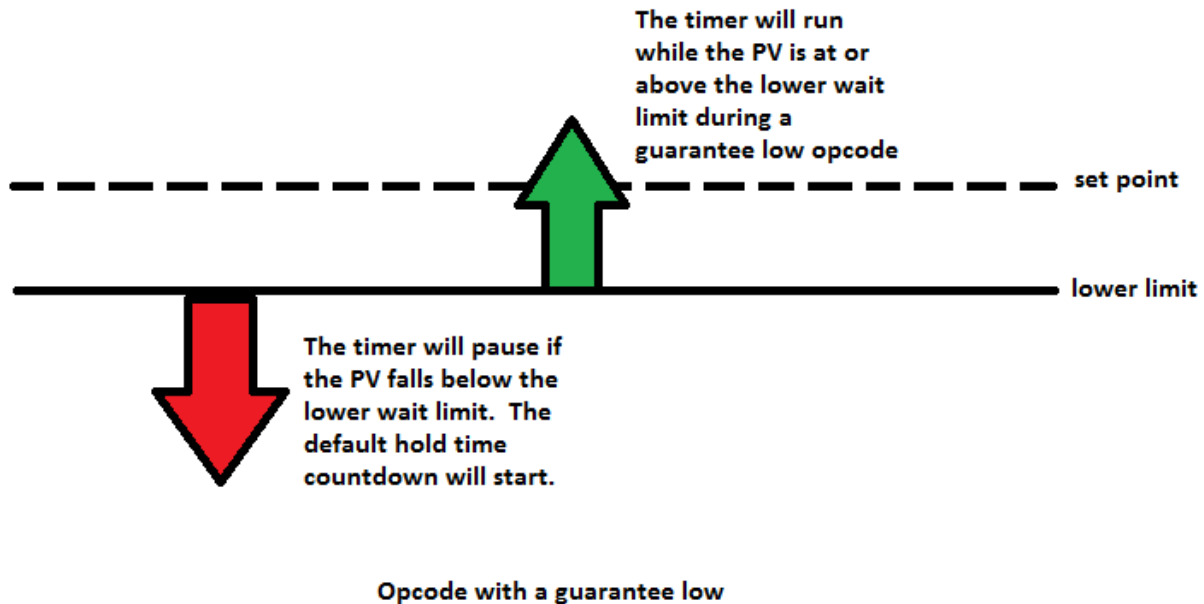 The timer will run
while the PV is at or
above the lower wait
limit during a
guarantee low opcode
set point
lower limit
The timer will pause if
the PV falls below the
lower wait limit.  The
default hold time
countdown will start.
Opcode with a guarantee low